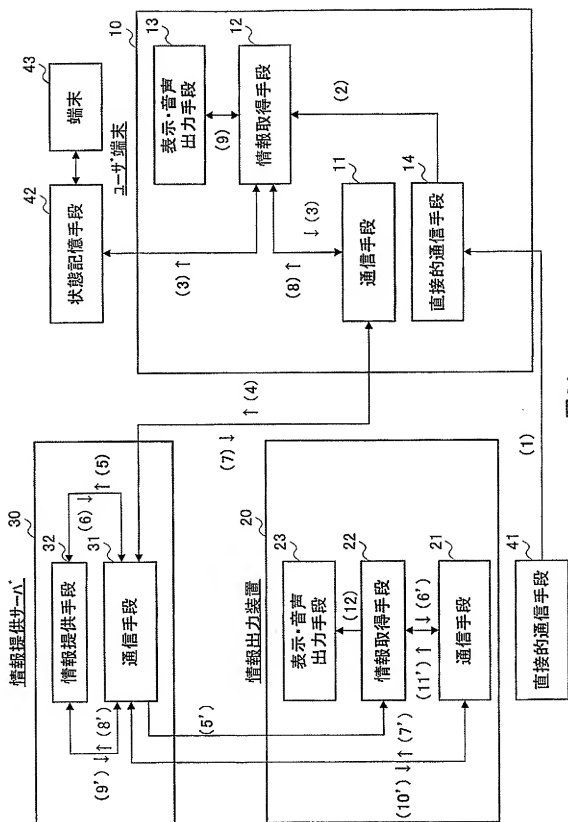 情報提供サーバ
30
32
情報提供手段
(6)↓ ↑(5)
31
通信手段
(9')↓ ↑(8')
(5')
(7)↓ ↑(4)
情報出力装置
20
23
表示・音声
出力手段
(12)
22
情報取得手段
(11')↑ ↓(6')
21
通信手段
(10')↓ ↑(7')
41
直接的通信手段
(1)
42
状態記憶手段
43
端末
ユーザ端末
10
13
表示・音声
出力手段
(9)
12
情報取得手段
(3)↑
(8)↑ ↓(3)
(2)
11
通信手段
14
直接的通信手段